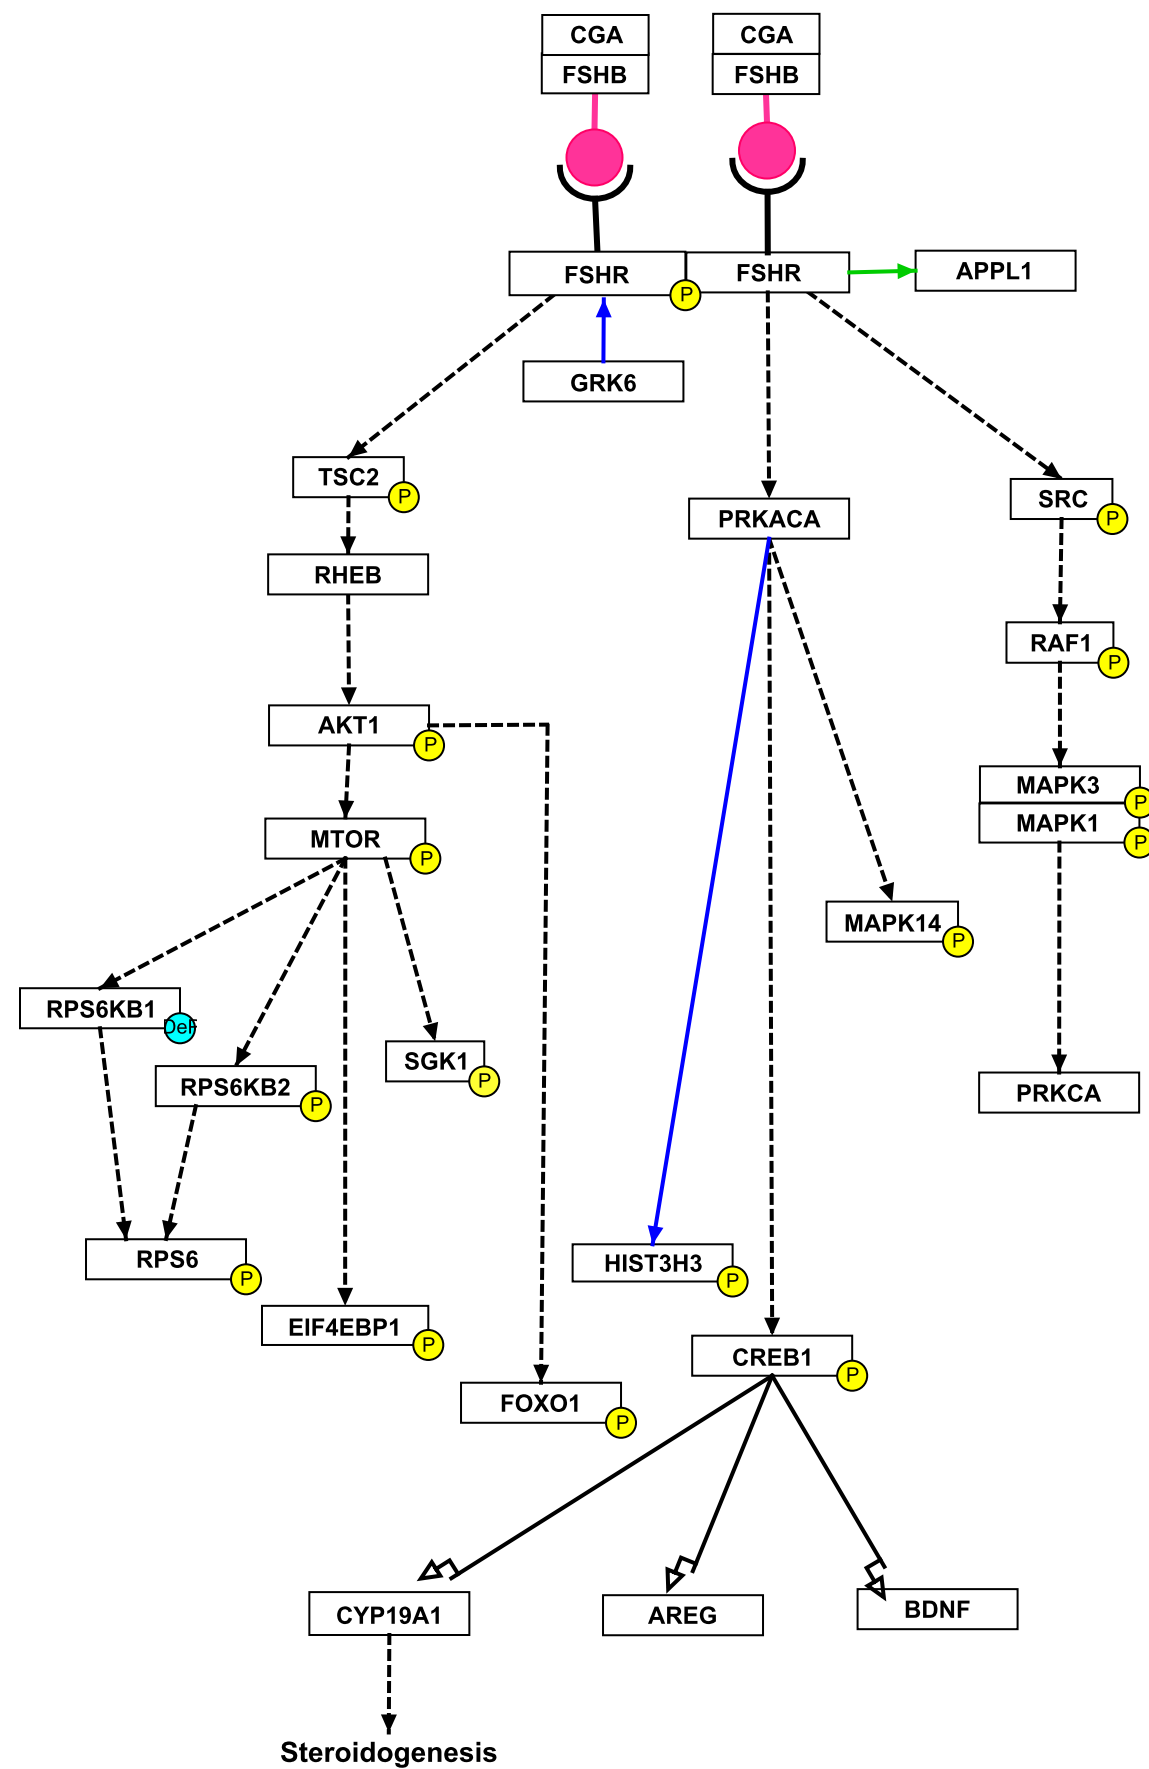 CGA
CGA
FSHB
FSHB
FSHR
P
FSHR
APPL1
GRK6
TSC2
P
PRKACA
SRC
P
RHEB
RAF1
P
AKT1
P
MTOR
P
MAPK3
P
MAPK1
P
MAPK14
P
RPS6KB1
DeP
SGK1
P
RPS6KB2
P
PRKCA
RPS6
P
HIST3H3
P
EIF4EBP1
P
CREB1
P
FOXO1
P
CYP19A1
AREG
BDNF
Steroidogenesis